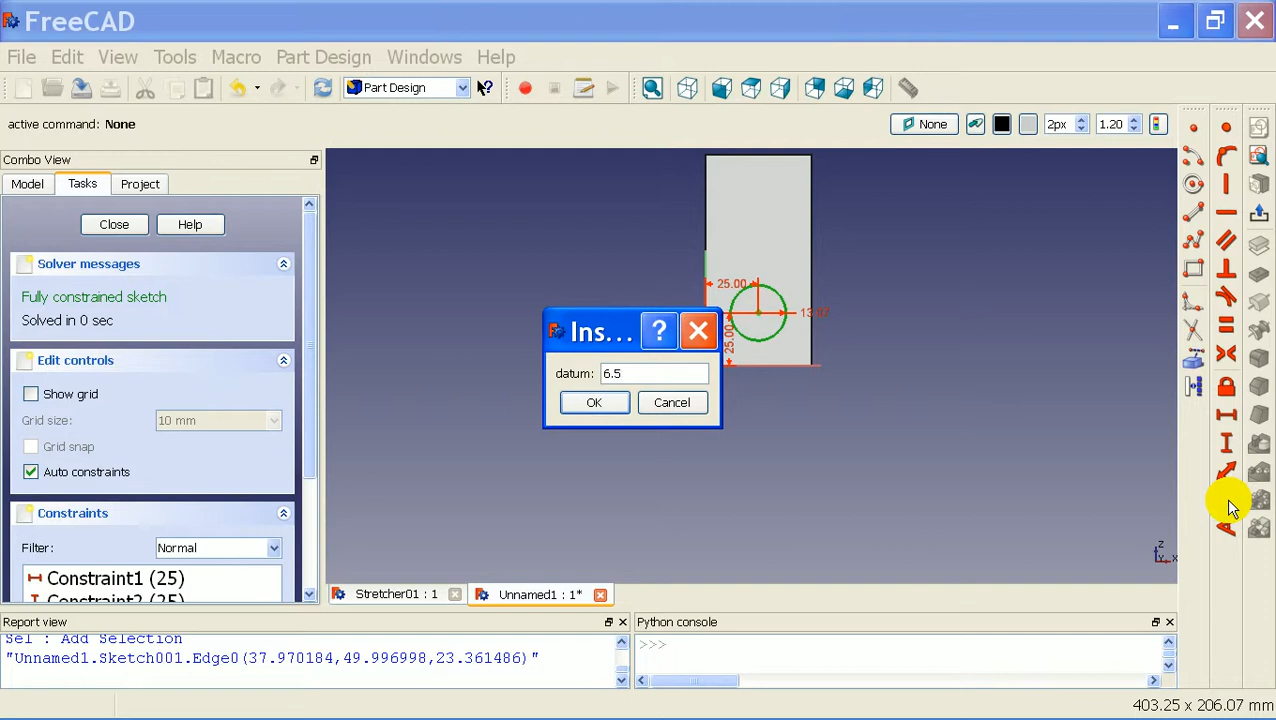 FreeCAD
File Edit View Tools Macro Part Design Windows Help
Part Design
active command: None
None 2px 1.20
Combo View
Model Tasks Project
Close Help
Solver messages
Fully constrained sketch
Solved in 0 sec
Edit controls
Show grid
Grid size: 10 mm
Grid snap
Auto constraints
Constraints
Filter: Normal
Constraint1 (25)
Constraint2 (25)
25.00
25.00
Ins...
datum: 6.5
OK Cancel
Z
Y X
Stretcher01 : 1 Unnamed1 : 1*
Report view
Sel : Add Selection
"Unnamed1.Sketch001.Edge0(37.970184,49.996998,23.361486)"
Python console
>>>
403.25 x 206.07 mm